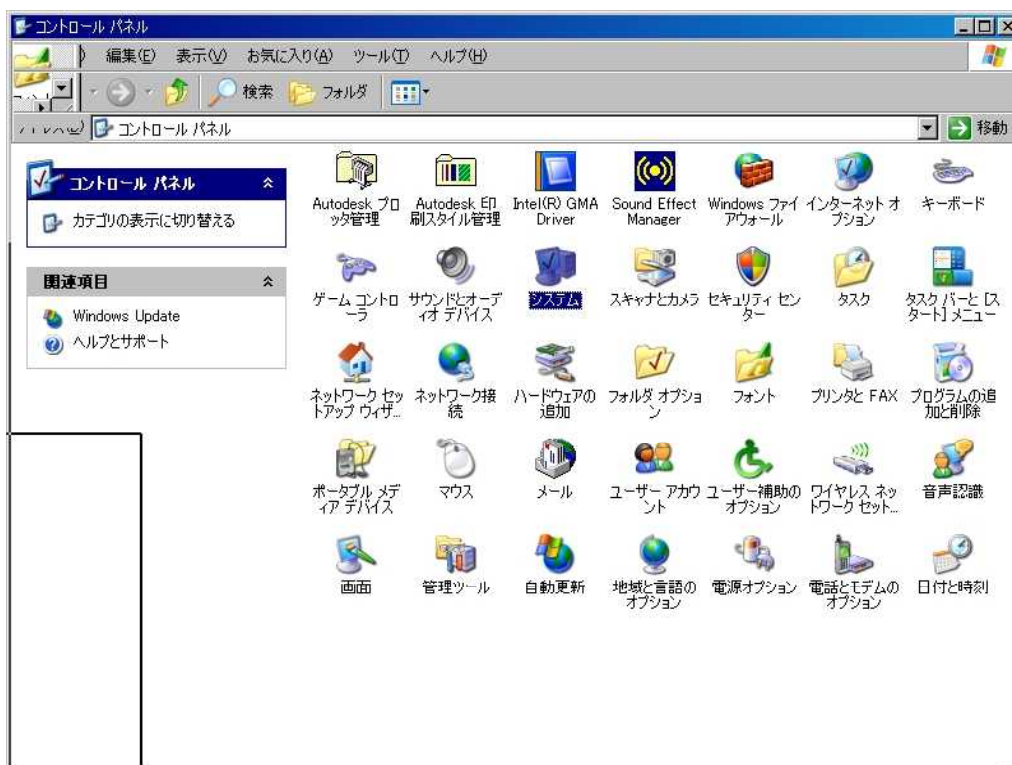 コントロール パネル
編集(E) 表示(V) お気に入り(A) ツール(T) ヘルプ(H)
検索 フォルダ
コントロール パネル 移動
コントロール パネル
カテゴリの表示に切り替える
関連項目
Windows Update
ヘルプとサポート
Autodesk プロ
ッタ管理
Autodesk 印
刷スタイル管理
Intel(R) GMA
Driver
Sound Effect
Manager
Windows ファイ
アウォール
インターネット オ
プション
キーボード
ゲーム コントロ
ーラ
サウンドとオーデ
ィオ デバイス
システム
スキャナとカメラ
セキュリティ セン
ター
タスク
タスク バーと [ス
タート] メニュー
ネットワーク セッ
トアップ ウィザ...
ネットワーク接
続
ハードウェアの
追加
フォルダ オプショ
ン
フォント
プリンタと FAX
プログラムの追
加と削除
ポータブル メデ
ィア デバイス
マウス
メール
ユーザー アカウ
ント
ユーザー補助の
オプション
ワイヤレス ネッ
トワーク セット...
音声認識
画面
管理ツール
自動更新
地域と言語の
オプション
電源オプション
電話とモデムの
オプション
日付と時刻